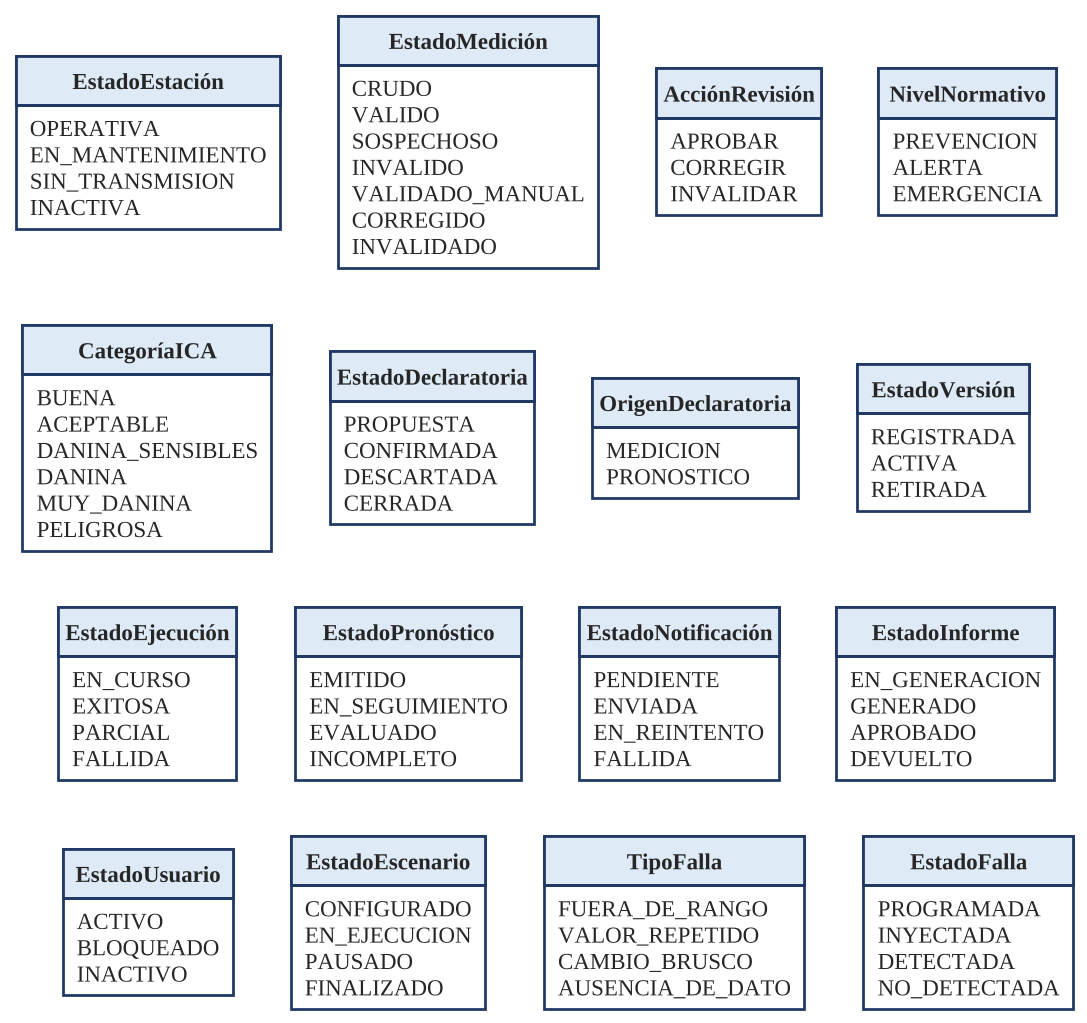 EstadoEstación
OPERATIVA
EN_MANTENIMIENTO
SIN_TRANSMISION
INACTIVA
EstadoMedición
CRUDO
VALIDO
SOSPECHOSO
INVALIDO
VALIDADO_MANUAL
CORREGIDO
INVALIDADO
AcciónRevisión
APROBAR
CORREGIR
INVALIDAR
NivelNormativo
PREVENCION
ALERTA
EMERGENCIA
CategoríaICA
BUENA
ACEPTABLE
DANINA_SENSIBLES
DANINA
MUY_DANINA
PELIGROSA
EstadoDeclaratoria
PROPUESTA
CONFIRMADA
DESCARTADA
CERRADA
OrigenDeclaratoria
MEDICION
PRONOSTICO
EstadoVersión
REGISTRADA
ACTIVA
RETIRADA
EstadoEjecución
EN_CURSO
EXITOSA
PARCIAL
FALLIDA
EstadoPronóstico
EMITIDO
EN_SEGUIMIENTO
EVALUADO
INCOMPLETO
EstadoNotificación
PENDIENTE
ENVIADA
EN_REINTENTO
FALLIDA
EstadoInforme
EN_GENERACION
GENERADO
APROBADO
DEVUELTO
EstadoUsuario
ACTIVO
BLOQUEADO
INACTIVO
EstadoEscenario
CONFIGURADO
EN_EJECUCION
PAUSADO
FINALIZADO
TipoFalla
FUERA_DE_RANGO
VALOR_REPETIDO
CAMBIO_BRUSCO
AUSENCIA_DE_DATO
EstadoFalla
PROGRAMADA
INYECTADA
DETECTADA
NO_DETECTADA